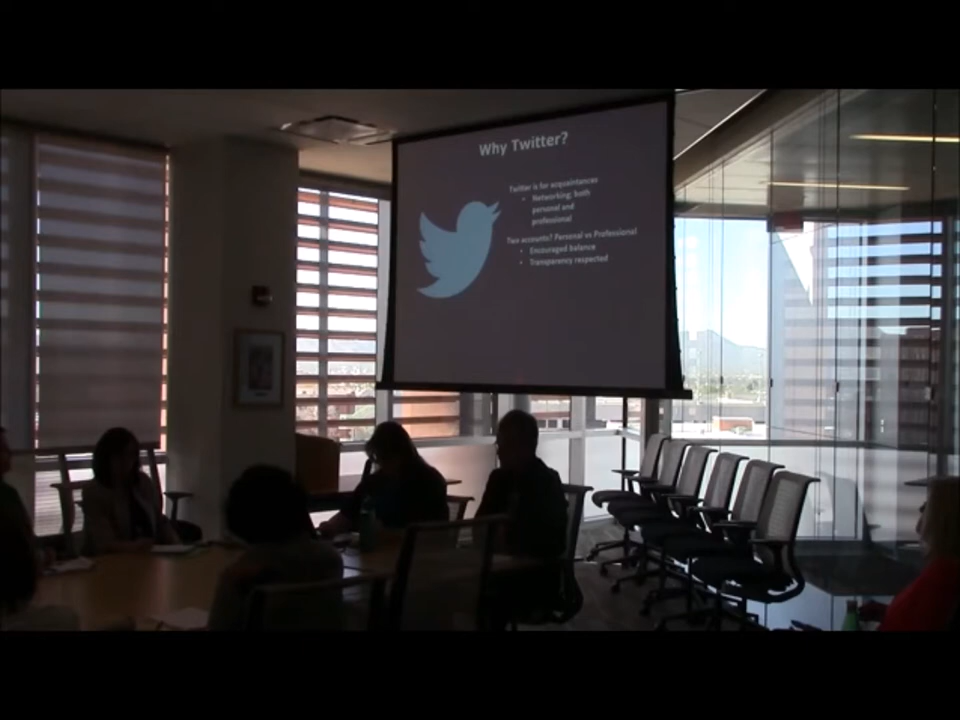 Why Twitter?
Twitter is for acquaintances
• Networking; both
personal and
professional
Two accounts? Personal vs Professional
• Encouraged balance
• Transparency respected